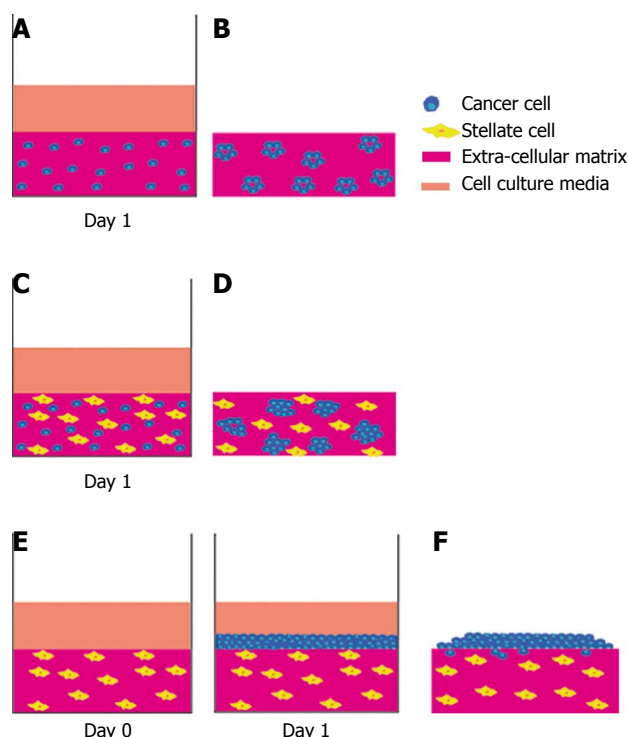 A
B
Cancer cell
Stellate cell
Extra-cellular matrix
Cell culture media
Day 1
C
D
Day 1
E
F
Day 0
Day 1